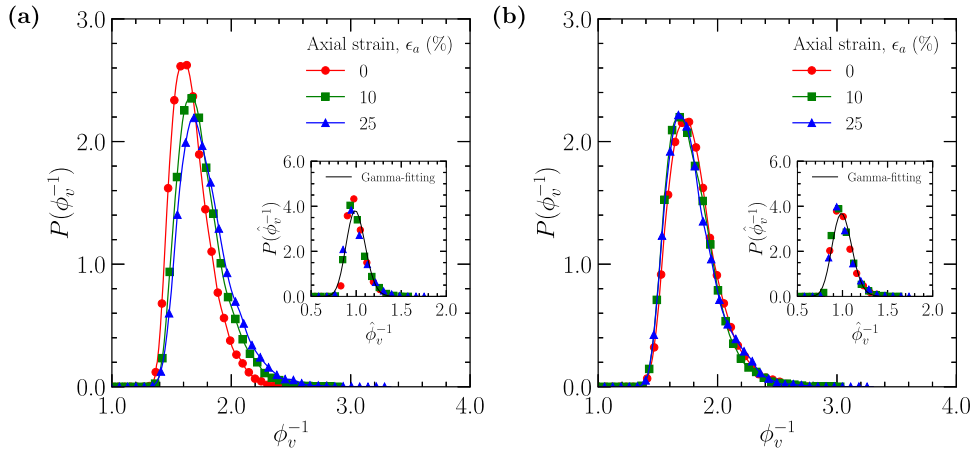 (a)
3.0
2.0
1.0
0.0
P(ϕᵥ⁻¹)
1.0 2.0 3.0 4.0
ϕᵥ⁻¹
Axial strain, ϵₐ (%)
0
10
25
6.0
4.0
2.0
0.0
P(ϕ̂ᵥ⁻¹)
Gamma-fitting
0.5 1.0 1.5 2.0
ϕ̂ᵥ⁻¹
(b)
3.0
2.0
1.0
0.0
P(ϕᵥ⁻¹)
1.0 2.0 3.0 4.0
ϕᵥ⁻¹
Axial strain, ϵₐ (%)
0
10
25
6.0
4.0
2.0
0.0
P(ϕ̂ᵥ⁻¹)
Gamma-fitting
0.5 1.0 1.5 2.0
ϕ̂ᵥ⁻¹